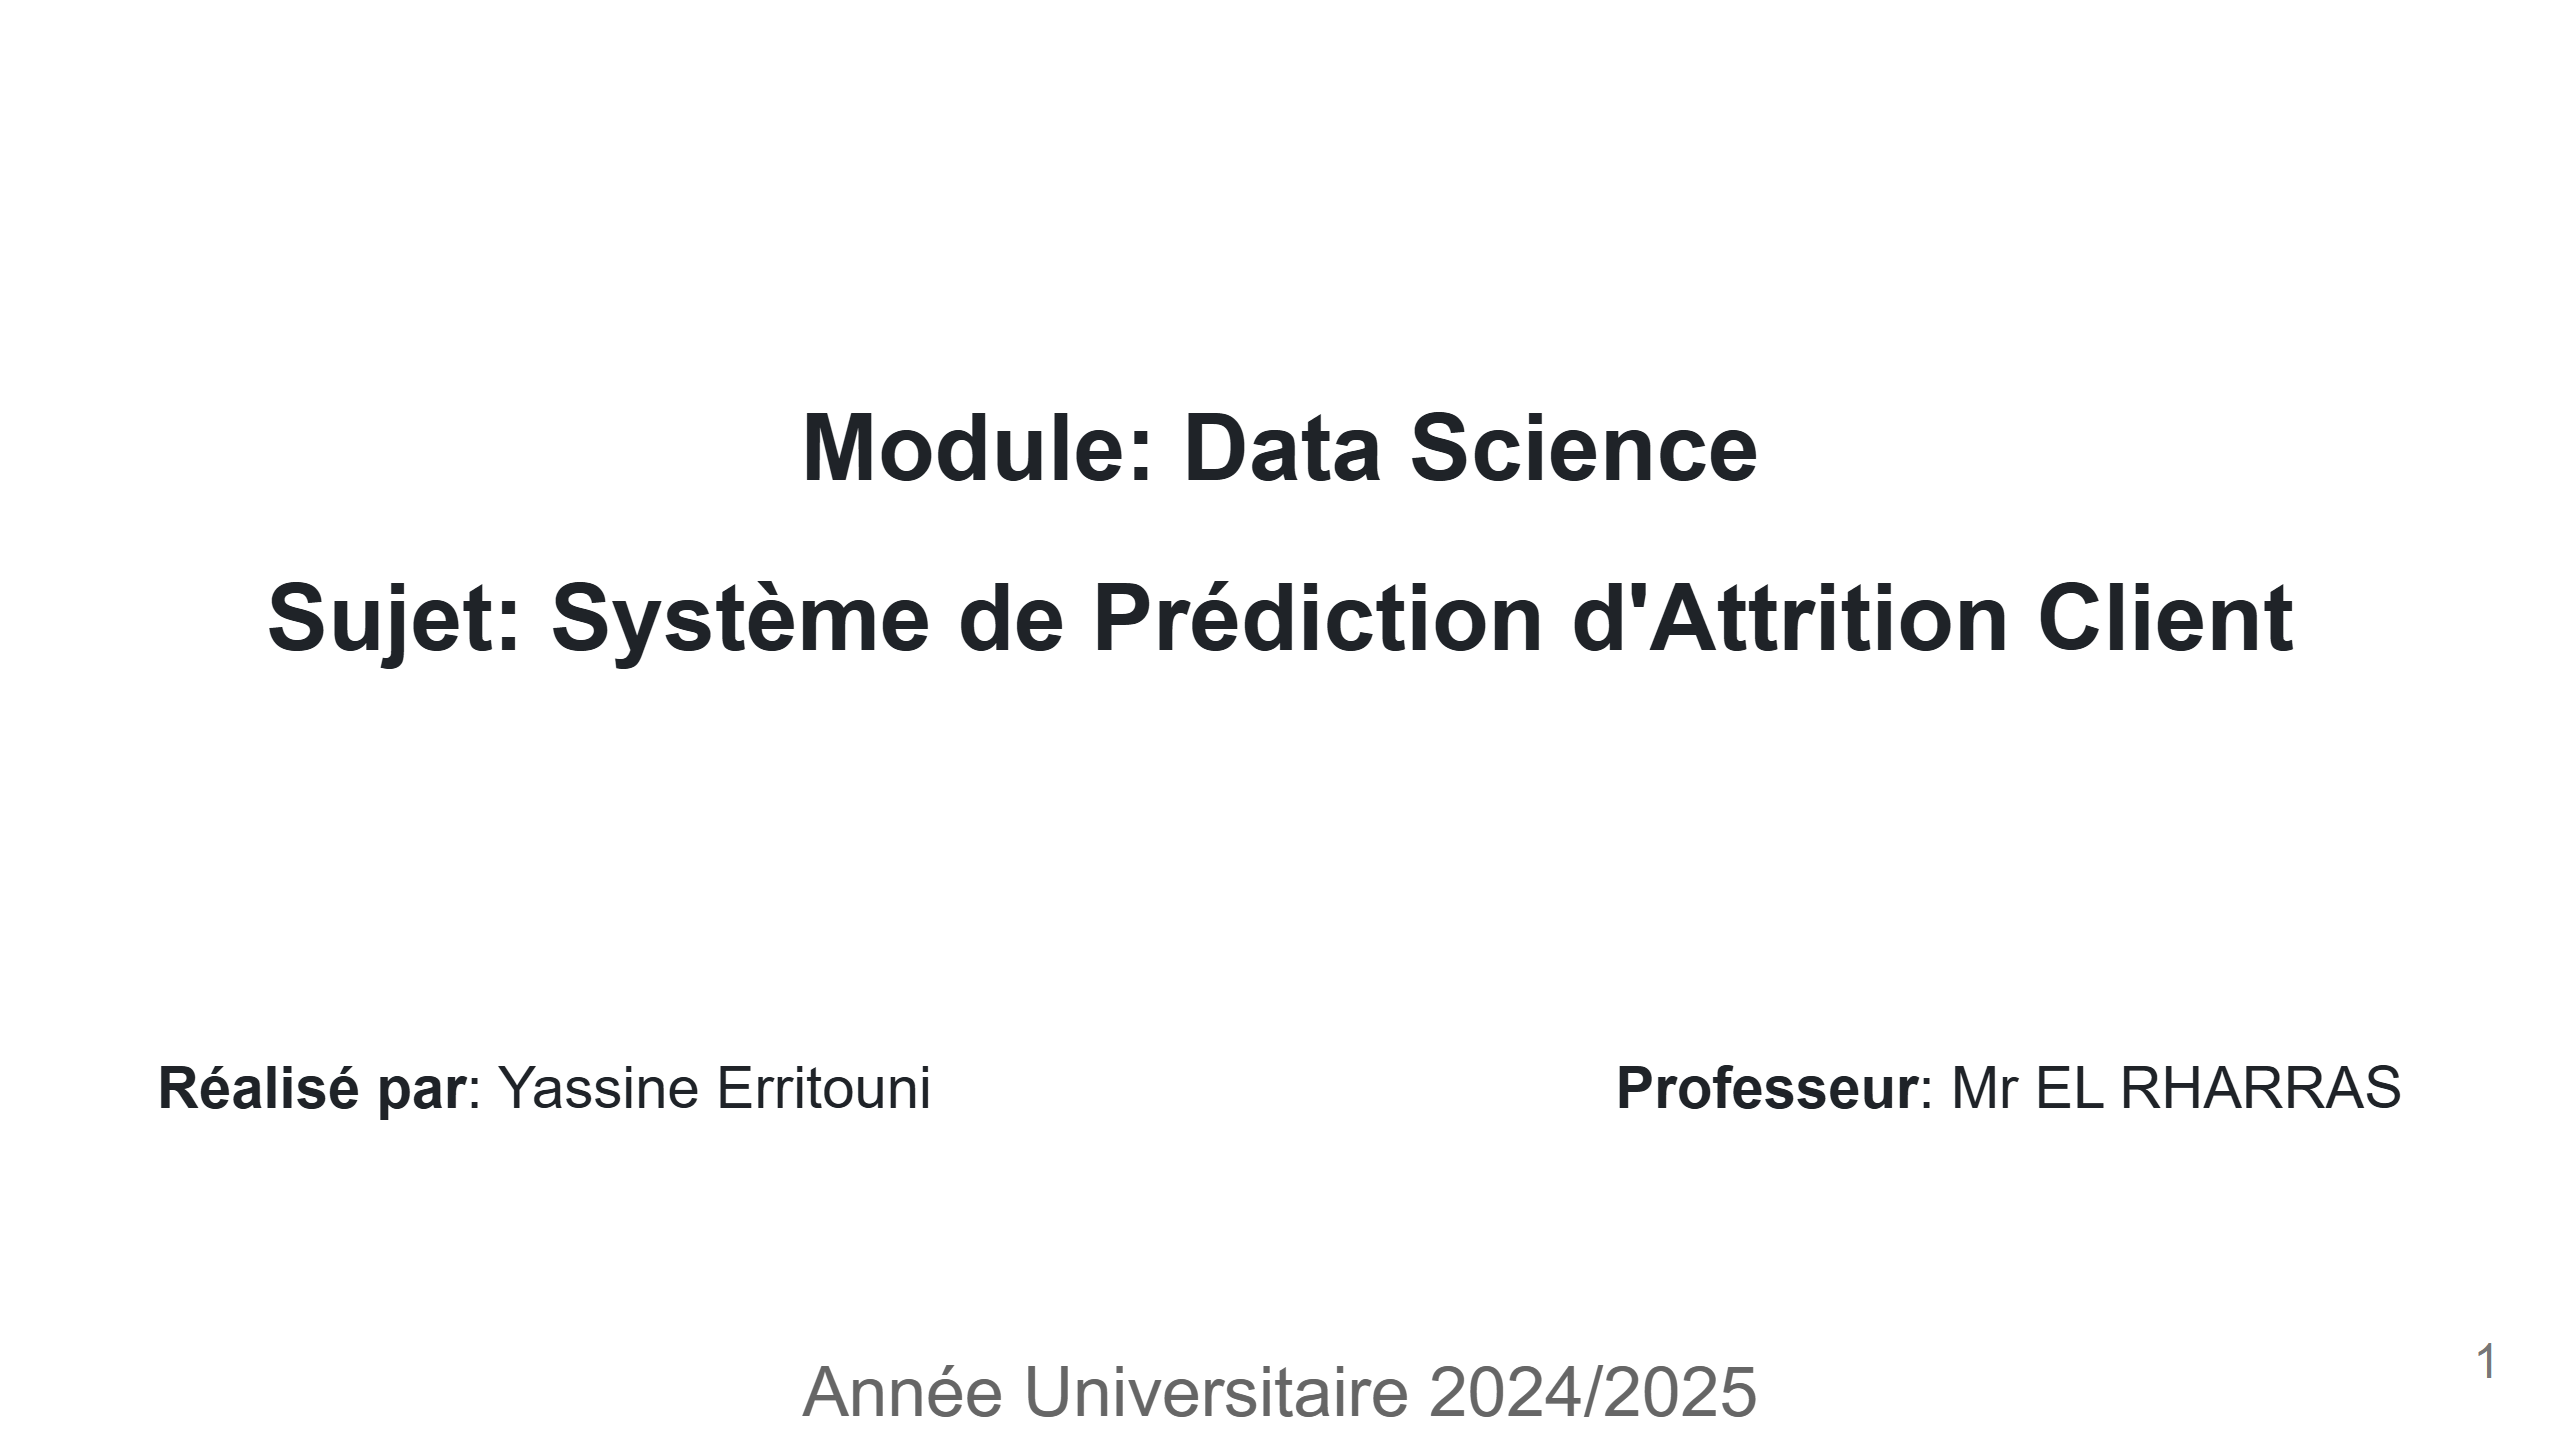 Module: Data Science
Sujet: Système de Prédiction d'Attrition Client
Réalisé par: Yassine Erritouni
Professeur: Mr EL RHARRAS
Année Universitaire 2024/2025
1